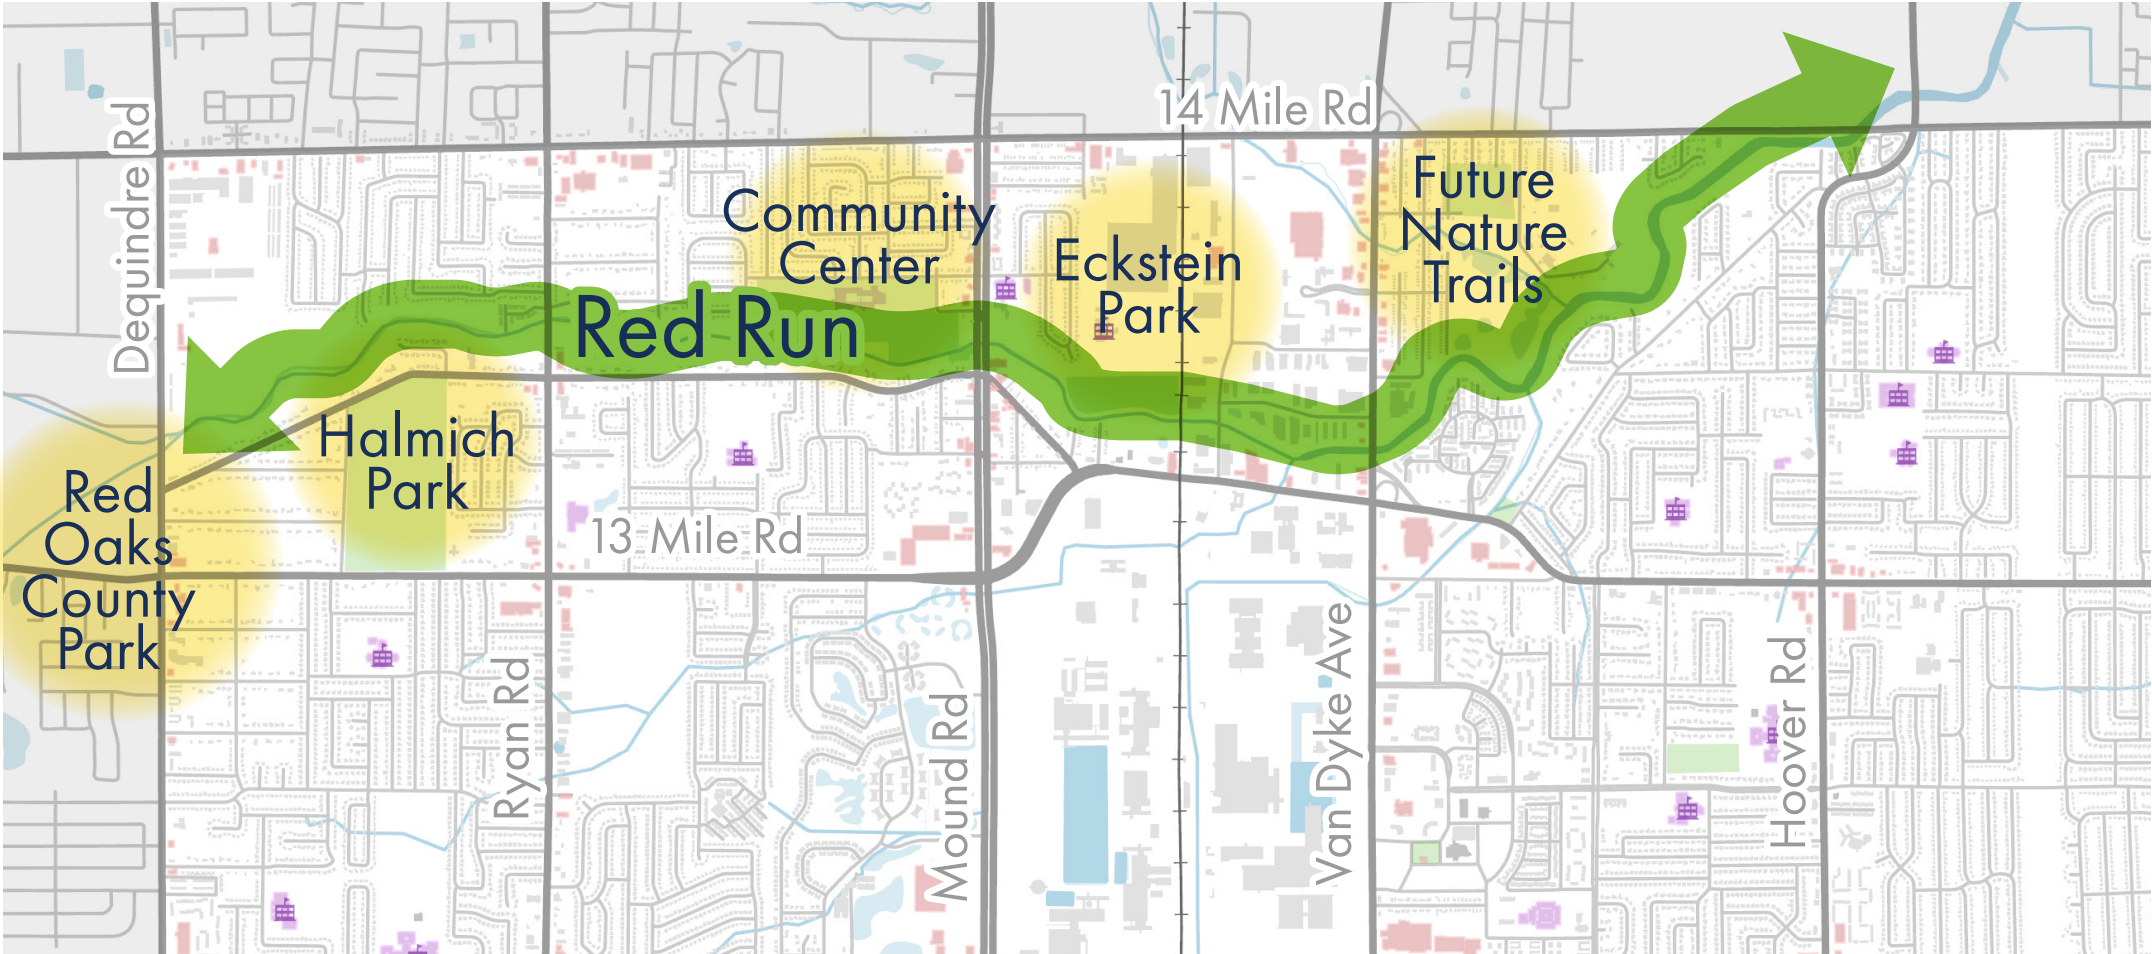 14 Mile Rd
Dequindre Rd
Community
Center
Eckstein
Park
Future
Nature
Trails
Red Run
Halmich
Park
Red
Oaks
County
Park
13 Mile Rd
Ryan Rd
Mound Rd
Van Dyke Ave
Hoover Rd